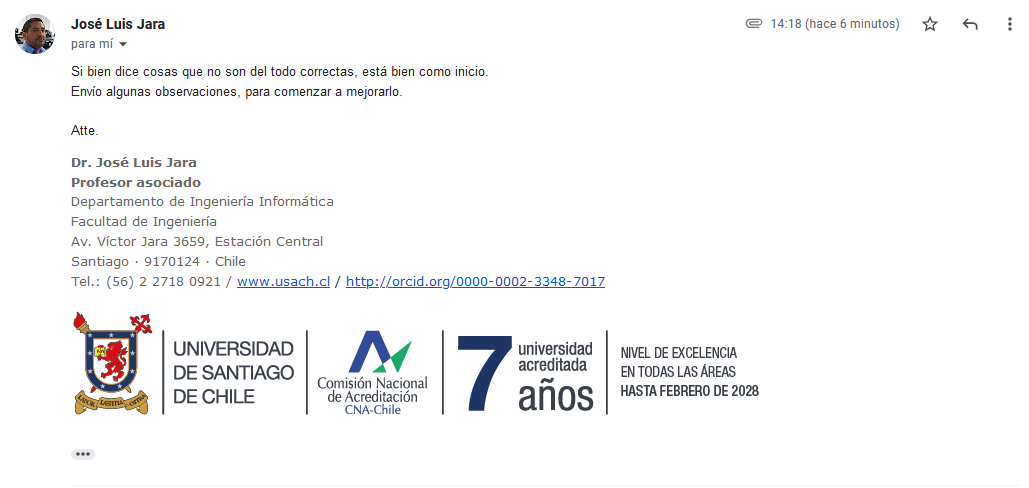 José Luis Jara
14:18 (hace 6 minutos)
para mí
Si bien dice cosas que no son del todo correctas, está bien como inicio.
Envío algunas observaciones, para comenzar a mejorarlo.
Atte.
Dr. José Luis Jara
Profesor asociado
Departamento de Ingeniería Informática
Facultad de Ingeniería
Av. Víctor Jara 3659, Estación Central
Santiago · 9170124 · Chile
Tel.: (56) 2 2718 0921 / www.usach.cl / http://orcid.org/0000-0002-3348-7017
LABOR LAETITIA NOSTRA
UNIVERSIDAD
DE SANTIAGO
DE CHILE
Comisión Nacional
de Acreditación
CNA-Chile
7 universidad
acreditada
años
NIVEL DE EXCELENCIA
EN TODAS LAS ÁREAS
HASTA FEBRERO DE 2028